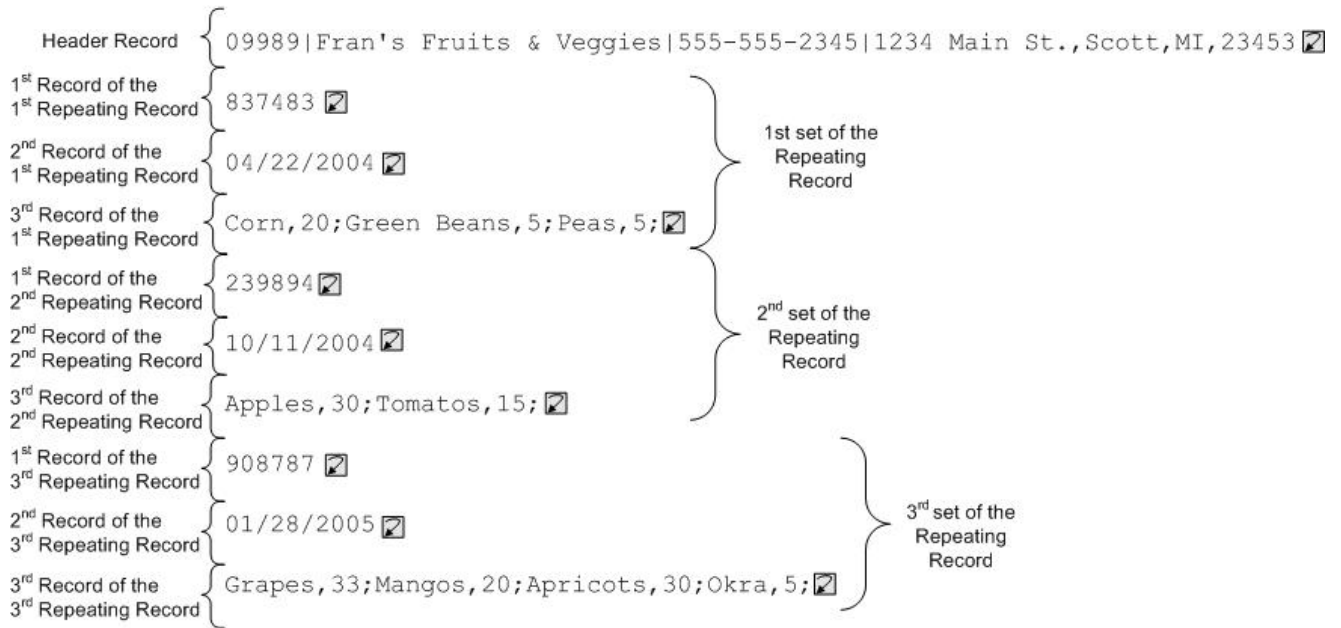 Header Record
09989|Fran's Fruits & Veggies|555-555-2345|1234 Main St.,Scott,MI,23453
1st Record of the
1st Repeating Record
837483
2nd Record of the
1st Repeating Record
04/22/2004
3rd Record of the
1st Repeating Record
Corn,20;Green Beans,5;Peas,5;
1st set of the
Repeating
Record
1st Record of the
2nd Repeating Record
239894
2nd Record of the
2nd Repeating Record
10/11/2004
3rd Record of the
2nd Repeating Record
Apples,30;Tomatos,15;
2nd set of the
Repeating
Record
1st Record of the
3rd Repeating Record
908787
2nd Record of the
3rd Repeating Record
01/28/2005
3rd Record of the
3rd Repeating Record
Grapes,33;Mangos,20;Apricots,30;Okra,5;
3rd set of the
Repeating
Record